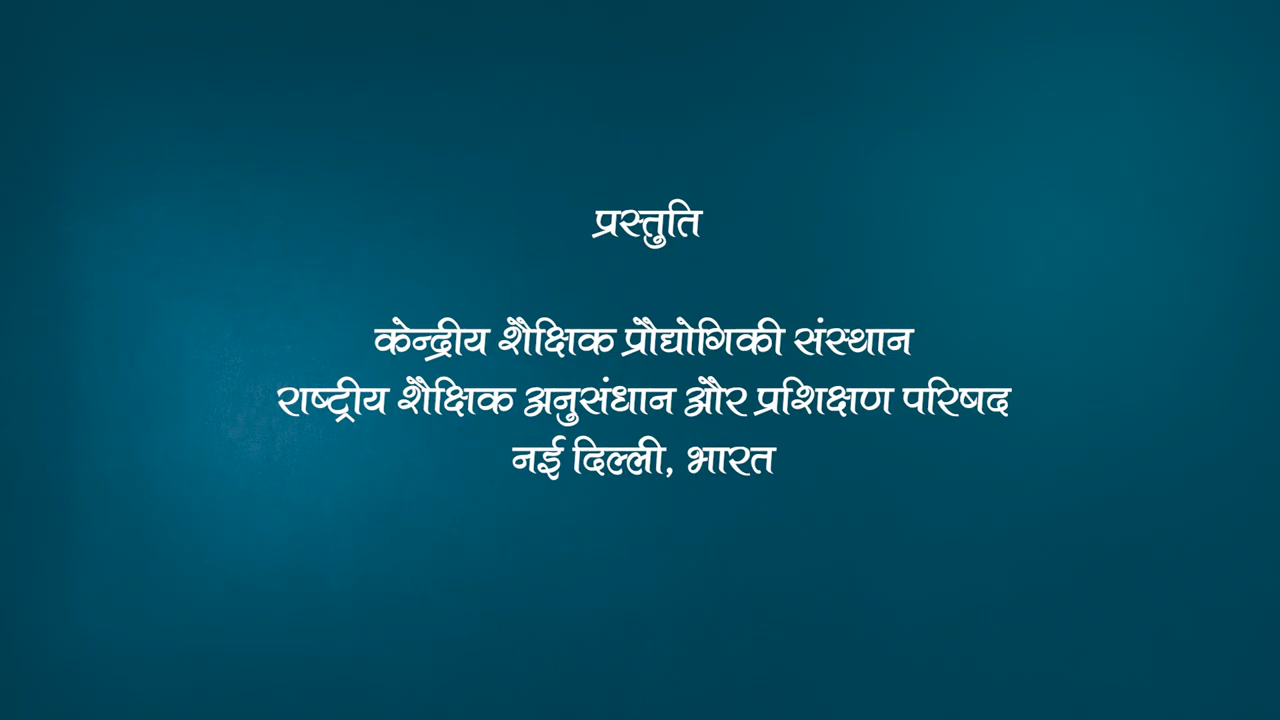 प्रस्तुति
केन्द्रीय शैक्षिक प्रौद्योगिकी संस्थान
राष्ट्रीय शैक्षिक अनुसंधान और प्रशिक्षण परिषद
नई दिल्ली, भारत